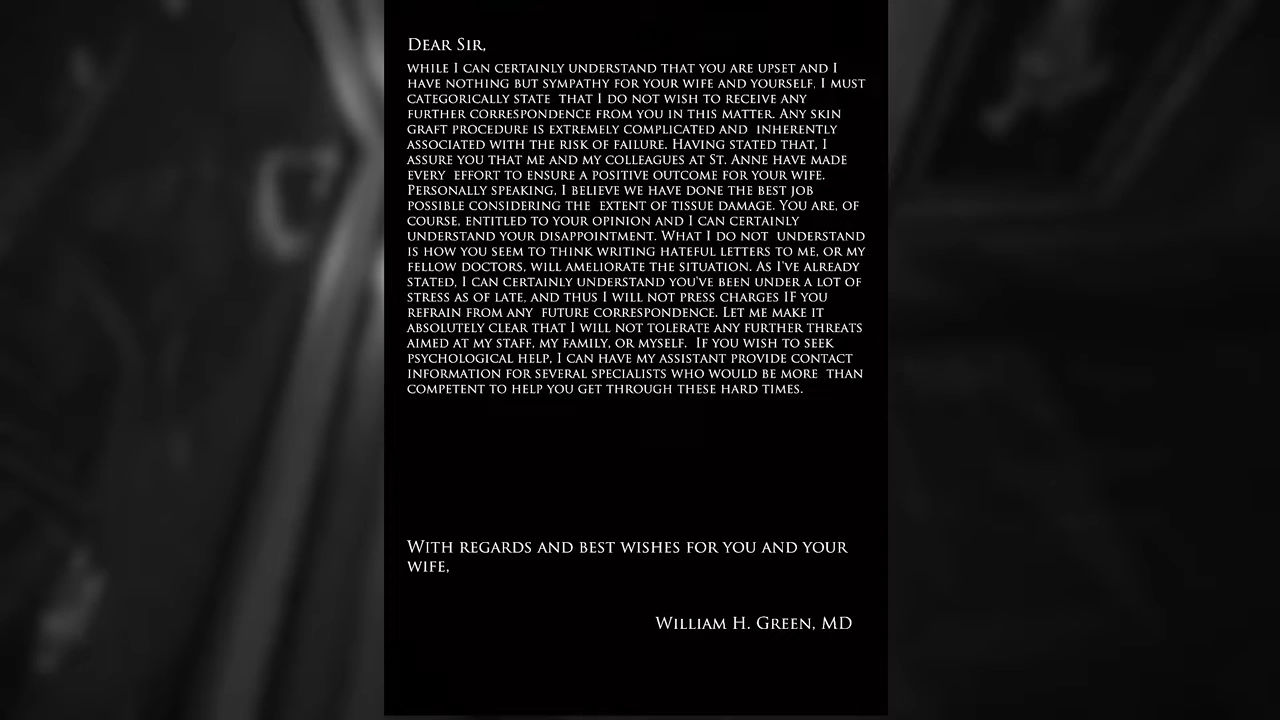 Dear Sir,
while I can certainly understand that you are upset and I
have nothing but sympathy for your wife and yourself, I must
categorically state that I do not wish to receive any
further correspondence from you in this matter. Any skin
graft procedure is extremely complicated and inherently
associated with the risk of failure. Having stated that, I
assure you that me and my colleagues at St. Anne have made
every effort to ensure a positive outcome for your wife.
Personally speaking, I believe we have done the best job
possible considering the extent of tissue damage. You are, of
course, entitled to your opinion and I can certainly
understand your disappointment. What I do not understand
is how you seem to think writing hateful letters to me, or my
fellow doctors, will ameliorate the situation. As I've already
stated, I can certainly understand you've been under a lot of
stress as of late, and thus I will not press charges IF you
refrain from any future correspondence. Let me make it
absolutely clear that I will not tolerate any further threats
aimed at my staff, my family, or myself. If you wish to seek
psychological help, I can have my assistant provide contact
information for several specialists who would be more than
competent to help you get through these hard times.
With regards and best wishes for you and your
wife,
William H. Green, MD